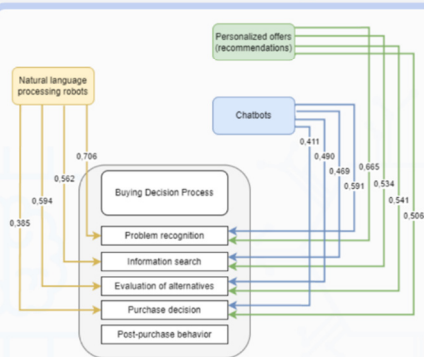 Personalized offers
(recommendations)
Natural language
processing robots
Chatbots
0,411
0,706
0,490
0,665
0,562
0,469
0,534
0,594
0,591
0,541
0,385
0,506
Buying Decision Process
Problem recognition
Information search
Evaluation of alternatives
Purchase decision
Post-purchase behavior